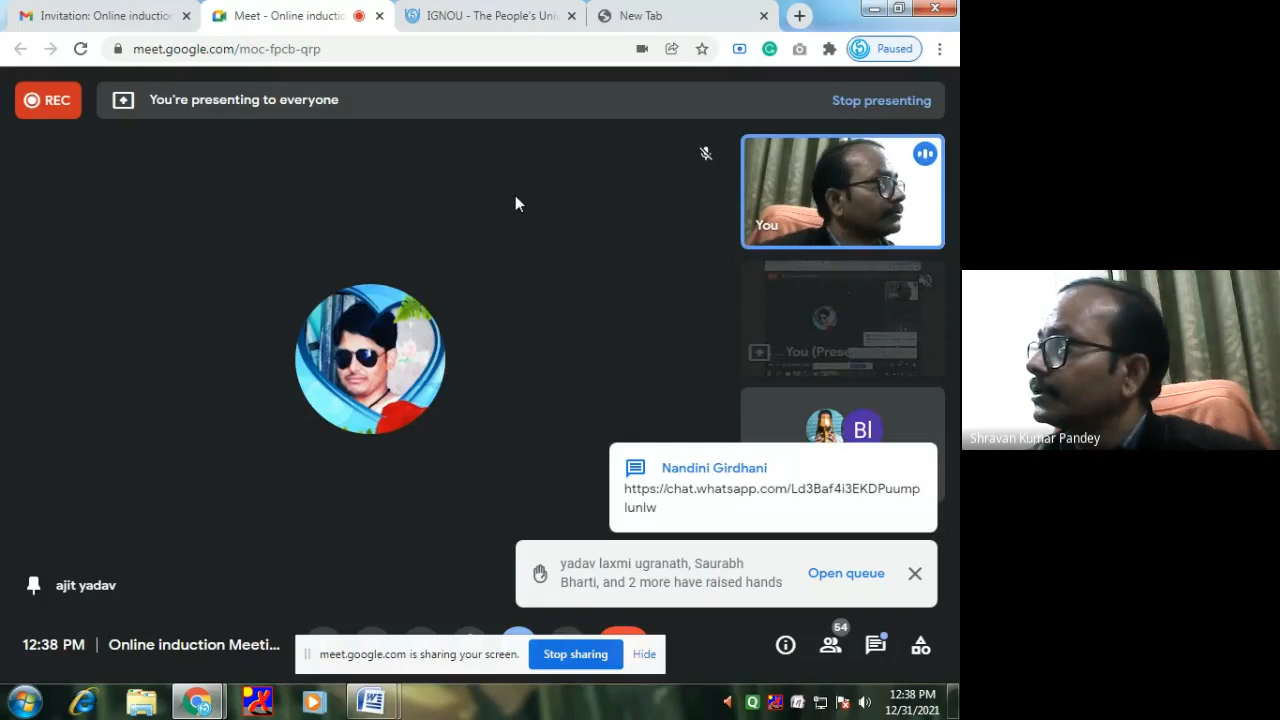 Invitation: Online induction
Meet - Online inducti
IGNOU - The People's Uni
New Tab
meet.google.com/moc-fpcb-qrp
Paused
REC
You're presenting to everyone
Stop presenting
You
You (Prese
Bl
Nandini Girdhani
https://chat.whatsapp.com/Ld3Baf4i3EKDPuump
lunlw
yadav laxmi ugranath, Saurabh
Bharti, and 2 more have raised hands
Open queue
ajit yadav
Shravan Kumar Pandey
12:38 PM | Online induction Meeti...
54
meet.google.com is sharing your screen.
Stop sharing
Hide
12:38 PM
12/31/2021